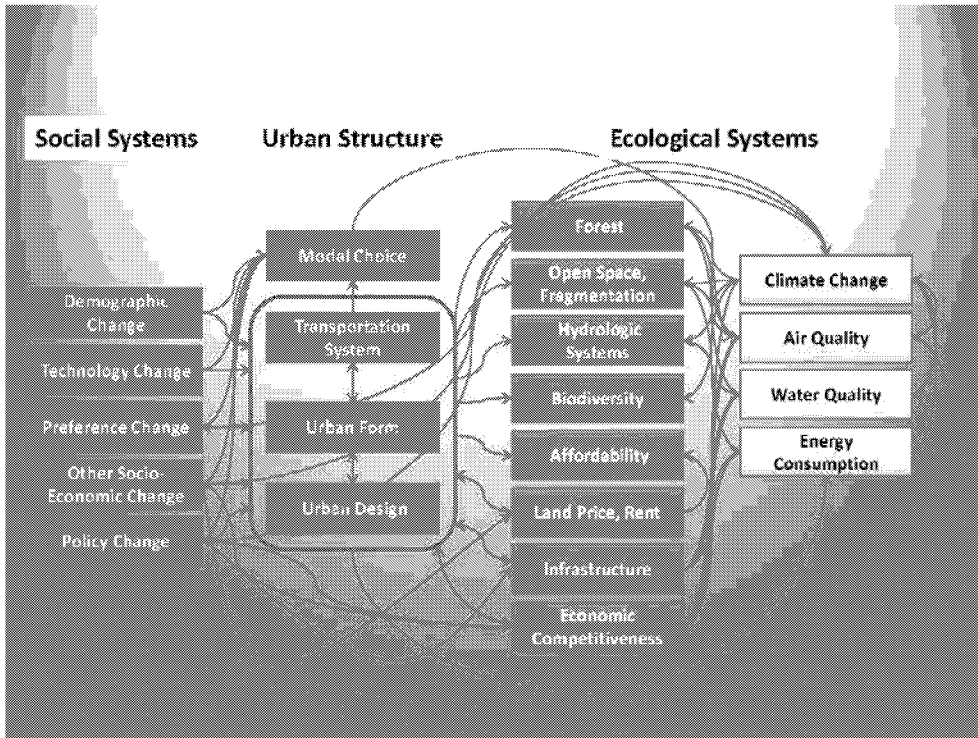 Social Systems
Urban Structure
Ecological Systems
Demographic
Change
Technology Change
Preference Change
Other Socio-
Economic Change
Policy Change
Modal Choice
Transportation
System
Urban Form
Urban Design
Forest
Open Space,
Fragmentation
Hydrologic
Systems
Biodiversity
Affordability
Land Price, Rent
Infrastructure
Economic
Competitiveness
Climate Change
Air Quality
Water Quality
Energy
Consumption